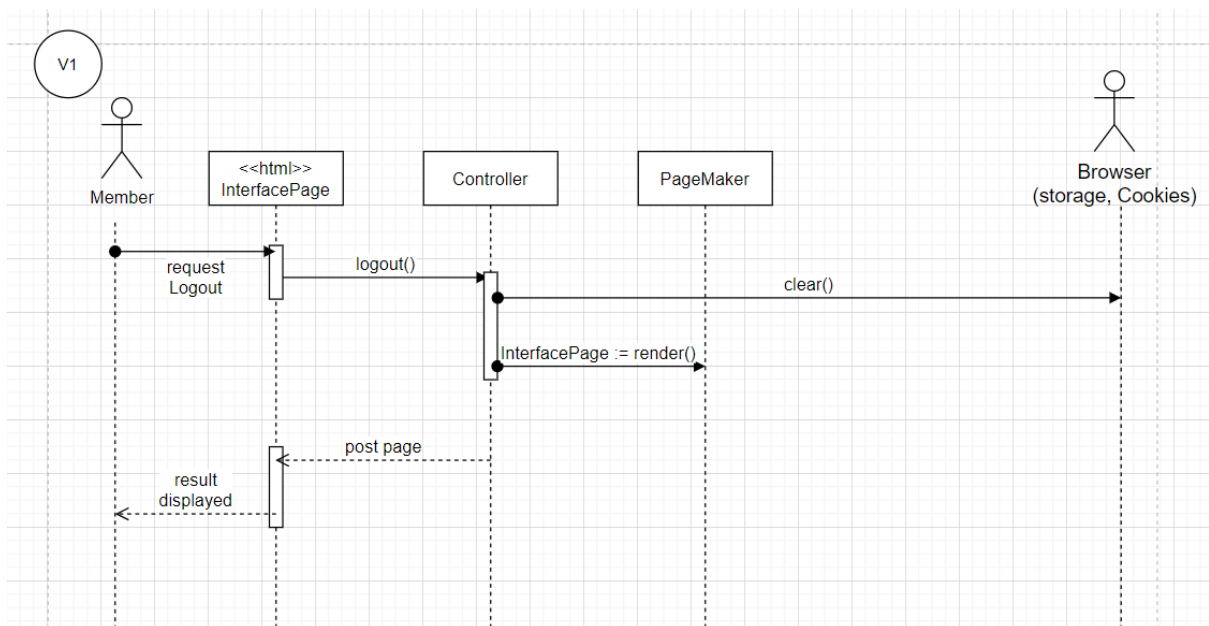 V1
Member
<<html>>
InterfacePage
Controller
PageMaker
Browser
(storage, Cookies)
request
Logout
logout()
clear()
InterfacePage := render()
post page
result
displayed